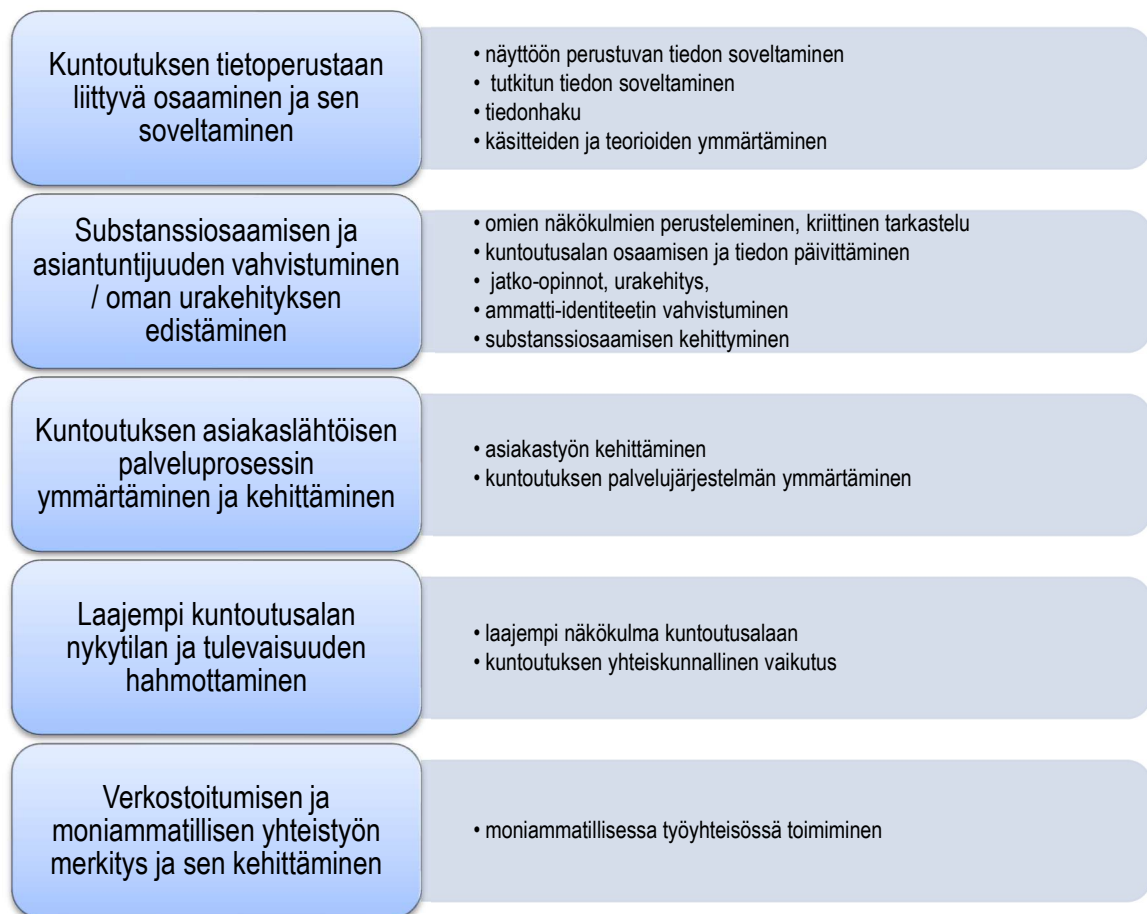 Kuntoutuksen tietoperustaan
liittyvä osaaminen ja sen
soveltaminen
• näyttöön perustuvan tiedon soveltaminen
• tutkitun tiedon soveltaminen
• tiedonhaku
• käsitteiden ja teorioiden ymmärtäminen
Substanssiosaamisen ja
asiantuntijuuden vahvistuminen
/ oman urakehityksen
edistäminen
• omien näkökulmien perusteleminen, kriittinen tarkastelu
• kuntoutusalan osaamisen ja tiedon päivittäminen
• jatko-opinnot, urakehitys,
• ammatti-identiteetin vahvistuminen
• substanssiosaamisen kehittyminen
Kuntoutuksen asiakaslähtöisen
palveluprosessin
ymmärtäminen ja kehittäminen
• asiakastyön kehittäminen
• kuntoutuksen palvelujärjestelmän ymmärtäminen
Laajempi kuntoutusalan
nykytilan ja tulevaisuuden
hahmottaminen
• laajempi näkökulma kuntoutusalaan
• kuntoutuksen yhteiskunnallinen vaikutus
Verkostoitumisen ja
moniammatillisen yhteistyön
merkitys ja sen kehittäminen
• moniammatillisessa työyhteisössä toimiminen